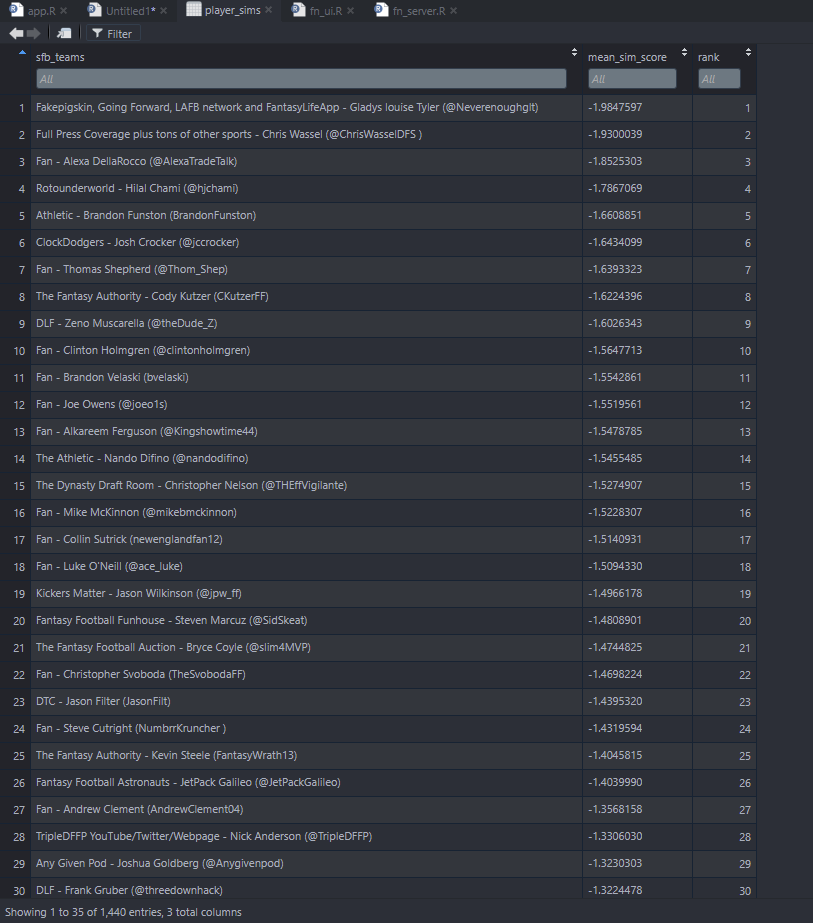 app.R × Untitled1* × player_sims × fn_ui.R × fn_server.R ×
Filter
sfb_teams mean_sim_score rank
All All All
1 Fakepigskin, Going Forward, LAFB network and FantasyLifeApp - Gladys louise Tyler (@NeverenoughgIt) -1.9847597 1
2 Full Press Coverage plus tons of other sports - Chris Wassel (@ChrisWasselDFS ) -1.9300039 2
3 Fan - Alexa DellaRocco (@AlexaTradeTalk) -1.8525303 3
4 Rotounderworld - Hilal Chami (@hjchami) -1.7867069 4
5 Athletic - Brandon Funston (BrandonFunston) -1.6608851 5
6 ClockDodgers - Josh Crocker (@jccrocker) -1.6434099 6
7 Fan - Thomas Shepherd (@Thom_Shep) -1.6393323 7
8 The Fantasy Authority - Cody Kutzer (CKutzerFF) -1.6224396 8
9 DLF - Zeno Muscarella (@theDude_Z) -1.6026343 9
10 Fan - Clinton Holmgren (@clintonholmgren) -1.5647713 10
11 Fan - Brandon Velaski (bvelaski) -1.5542861 11
12 Fan - Joe Owens (@joeo1s) -1.5519561 12
13 Fan - Alkareem Ferguson (@Kingshowtime44) -1.5478785 13
14 The Athletic - Nando Difino (@nandodifino) -1.5455485 14
15 The Dynasty Draft Room - Christopher Nelson (@THEffVigilante) -1.5274907 15
16 Fan - Mike McKinnon (@mikebmckinnon) -1.5228307 16
17 Fan - Collin Sutrick (newenglandfan12) -1.5140931 17
18 Fan - Luke O'Neill (@ace_luke) -1.5094330 18
19 Kickers Matter - Jason Wilkinson (@jpw_ff) -1.4966178 19
20 Fantasy Football Funhouse - Steven Marcuz (@SidSkeat) -1.4808901 20
21 The Fantasy Football Auction - Bryce Coyle (@slim4MVP) -1.4744825 21
22 Fan - Christopher Svoboda (TheSvobodaFF) -1.4698224 22
23 DTC - Jason Filter (JasonFilt) -1.4395320 23
24 Fan - Steve Cutright (NumbrrKruncher ) -1.4319594 24
25 The Fantasy Authority - Kevin Steele (FantasyWrath13) -1.4045815 25
26 Fantasy Football Astronauts - JetPack Galileo (@JetPackGalileo) -1.4039990 26
27 Fan - Andrew Clement (AndrewClement04) -1.3568158 27
28 TripleDFFP YouTube/Twitter/Webpage - Nick Anderson (@TripleDFFP) -1.3306030 28
29 Any Given Pod - Joshua Goldberg (@Anygivenpod) -1.3230303 29
30 DLF - Frank Gruber (@threedownhack) -1.3224478 30
Showing 1 to 35 of 1,440 entries, 3 total columns